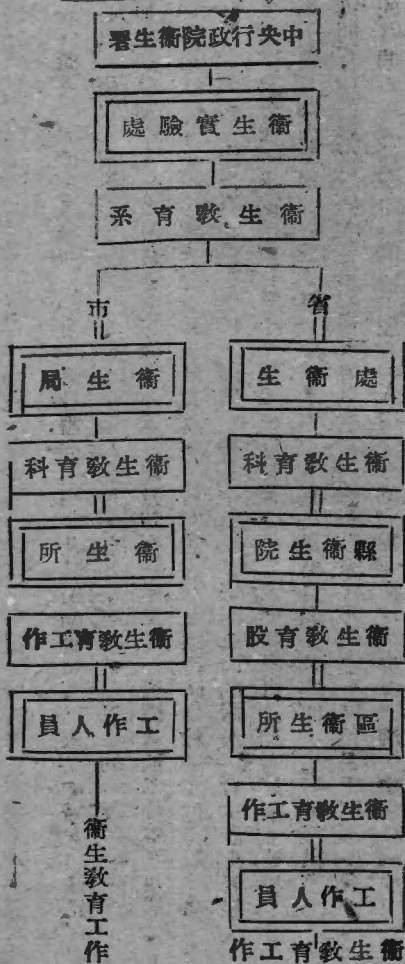 中央行政院衛生署
衛生實驗處
衛生教育系
省
處衛生
衛生教育科
縣衛生院
衛生教育股
區衛生所
衛生教育工作
工作人員
衛生教育工作
市
衛生局
衛生教育科
衛生所
衛生教育工作
工作人員
衛生教育工作